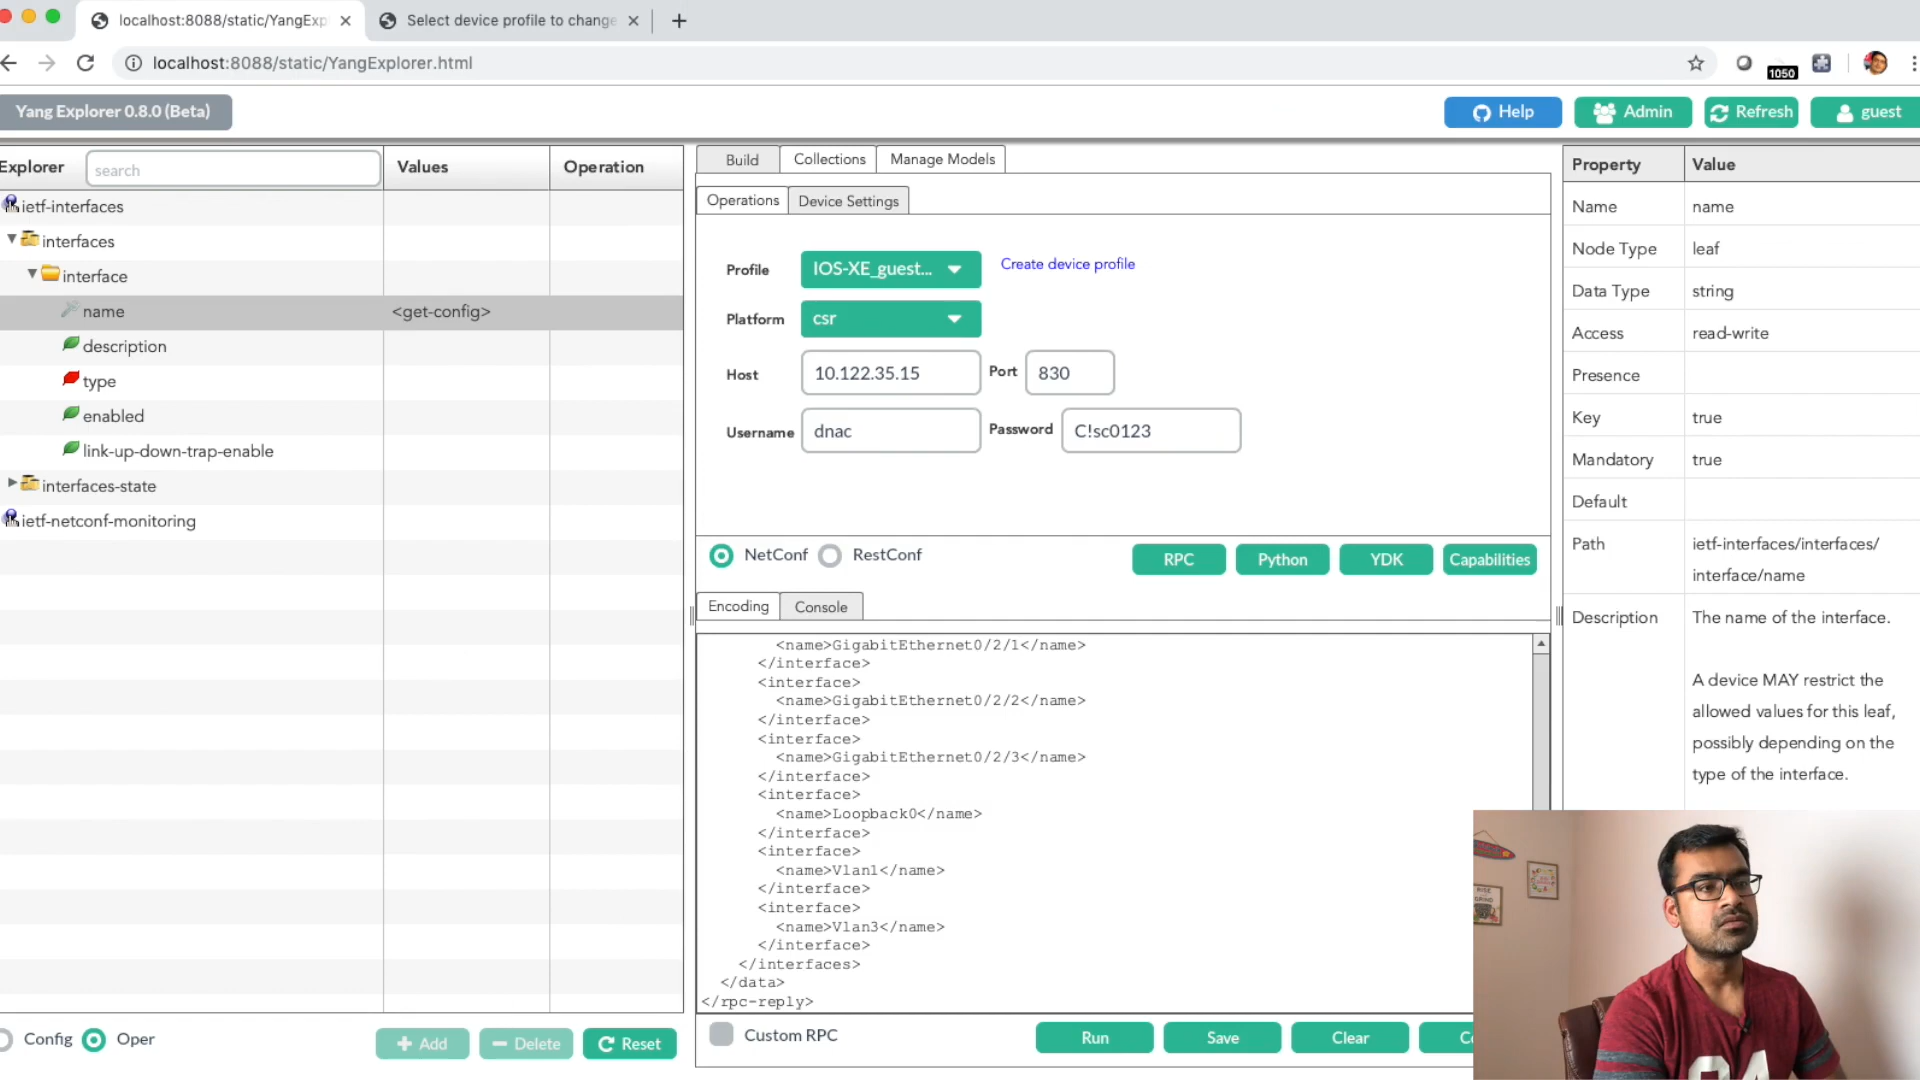 localhost:8088/static/YangExp
Select device profile to change
localhost:8088/static/YangExplorer.html
1050
Yang Explorer 0.8.0 (Beta)
Help
Admin
Refresh
guest
Explorer
search
Values
Operation
ietf-interfaces
interfaces
interface
name
<get-config>
description
type
enabled
link-up-down-trap-enable
interfaces-state
ietf-netconf-monitoring
Config
Oper
Add
Delete
Reset
Build
Collections
Manage Models
Operations
Device Settings
Profile
IOS-XE_guest...
Create device profile
Platform
csr
Host
10.122.35.15
Port
830
Username
dnac
Password
C!sc0123
NetConf
RestConf
RPC
Python
YDK
Capabilities
Encoding
Console
<name>GigabitEthernet0/2/1</name>
</interface>
<interface>
<name>GigabitEthernet0/2/2</name>
</interface>
<interface>
<name>GigabitEthernet0/2/3</name>
</interface>
<interface>
<name>Loopback0</name>
</interface>
<interface>
<name>Vlan1</name>
</interface>
<interface>
<name>Vlan3</name>
</interface>
</interfaces>
</data>
</rpc-reply>
Custom RPC
Run
Save
Clear
Property
Value
Name
name
Node Type
leaf
Data Type
string
Access
read-write
Presence
Key
true
Mandatory
true
Default
Path
ietf-interfaces/interfaces/
interface/name
Description
The name of the interface.
A device MAY restrict the
allowed values for this leaf,
possibly depending on the
type of the interface.